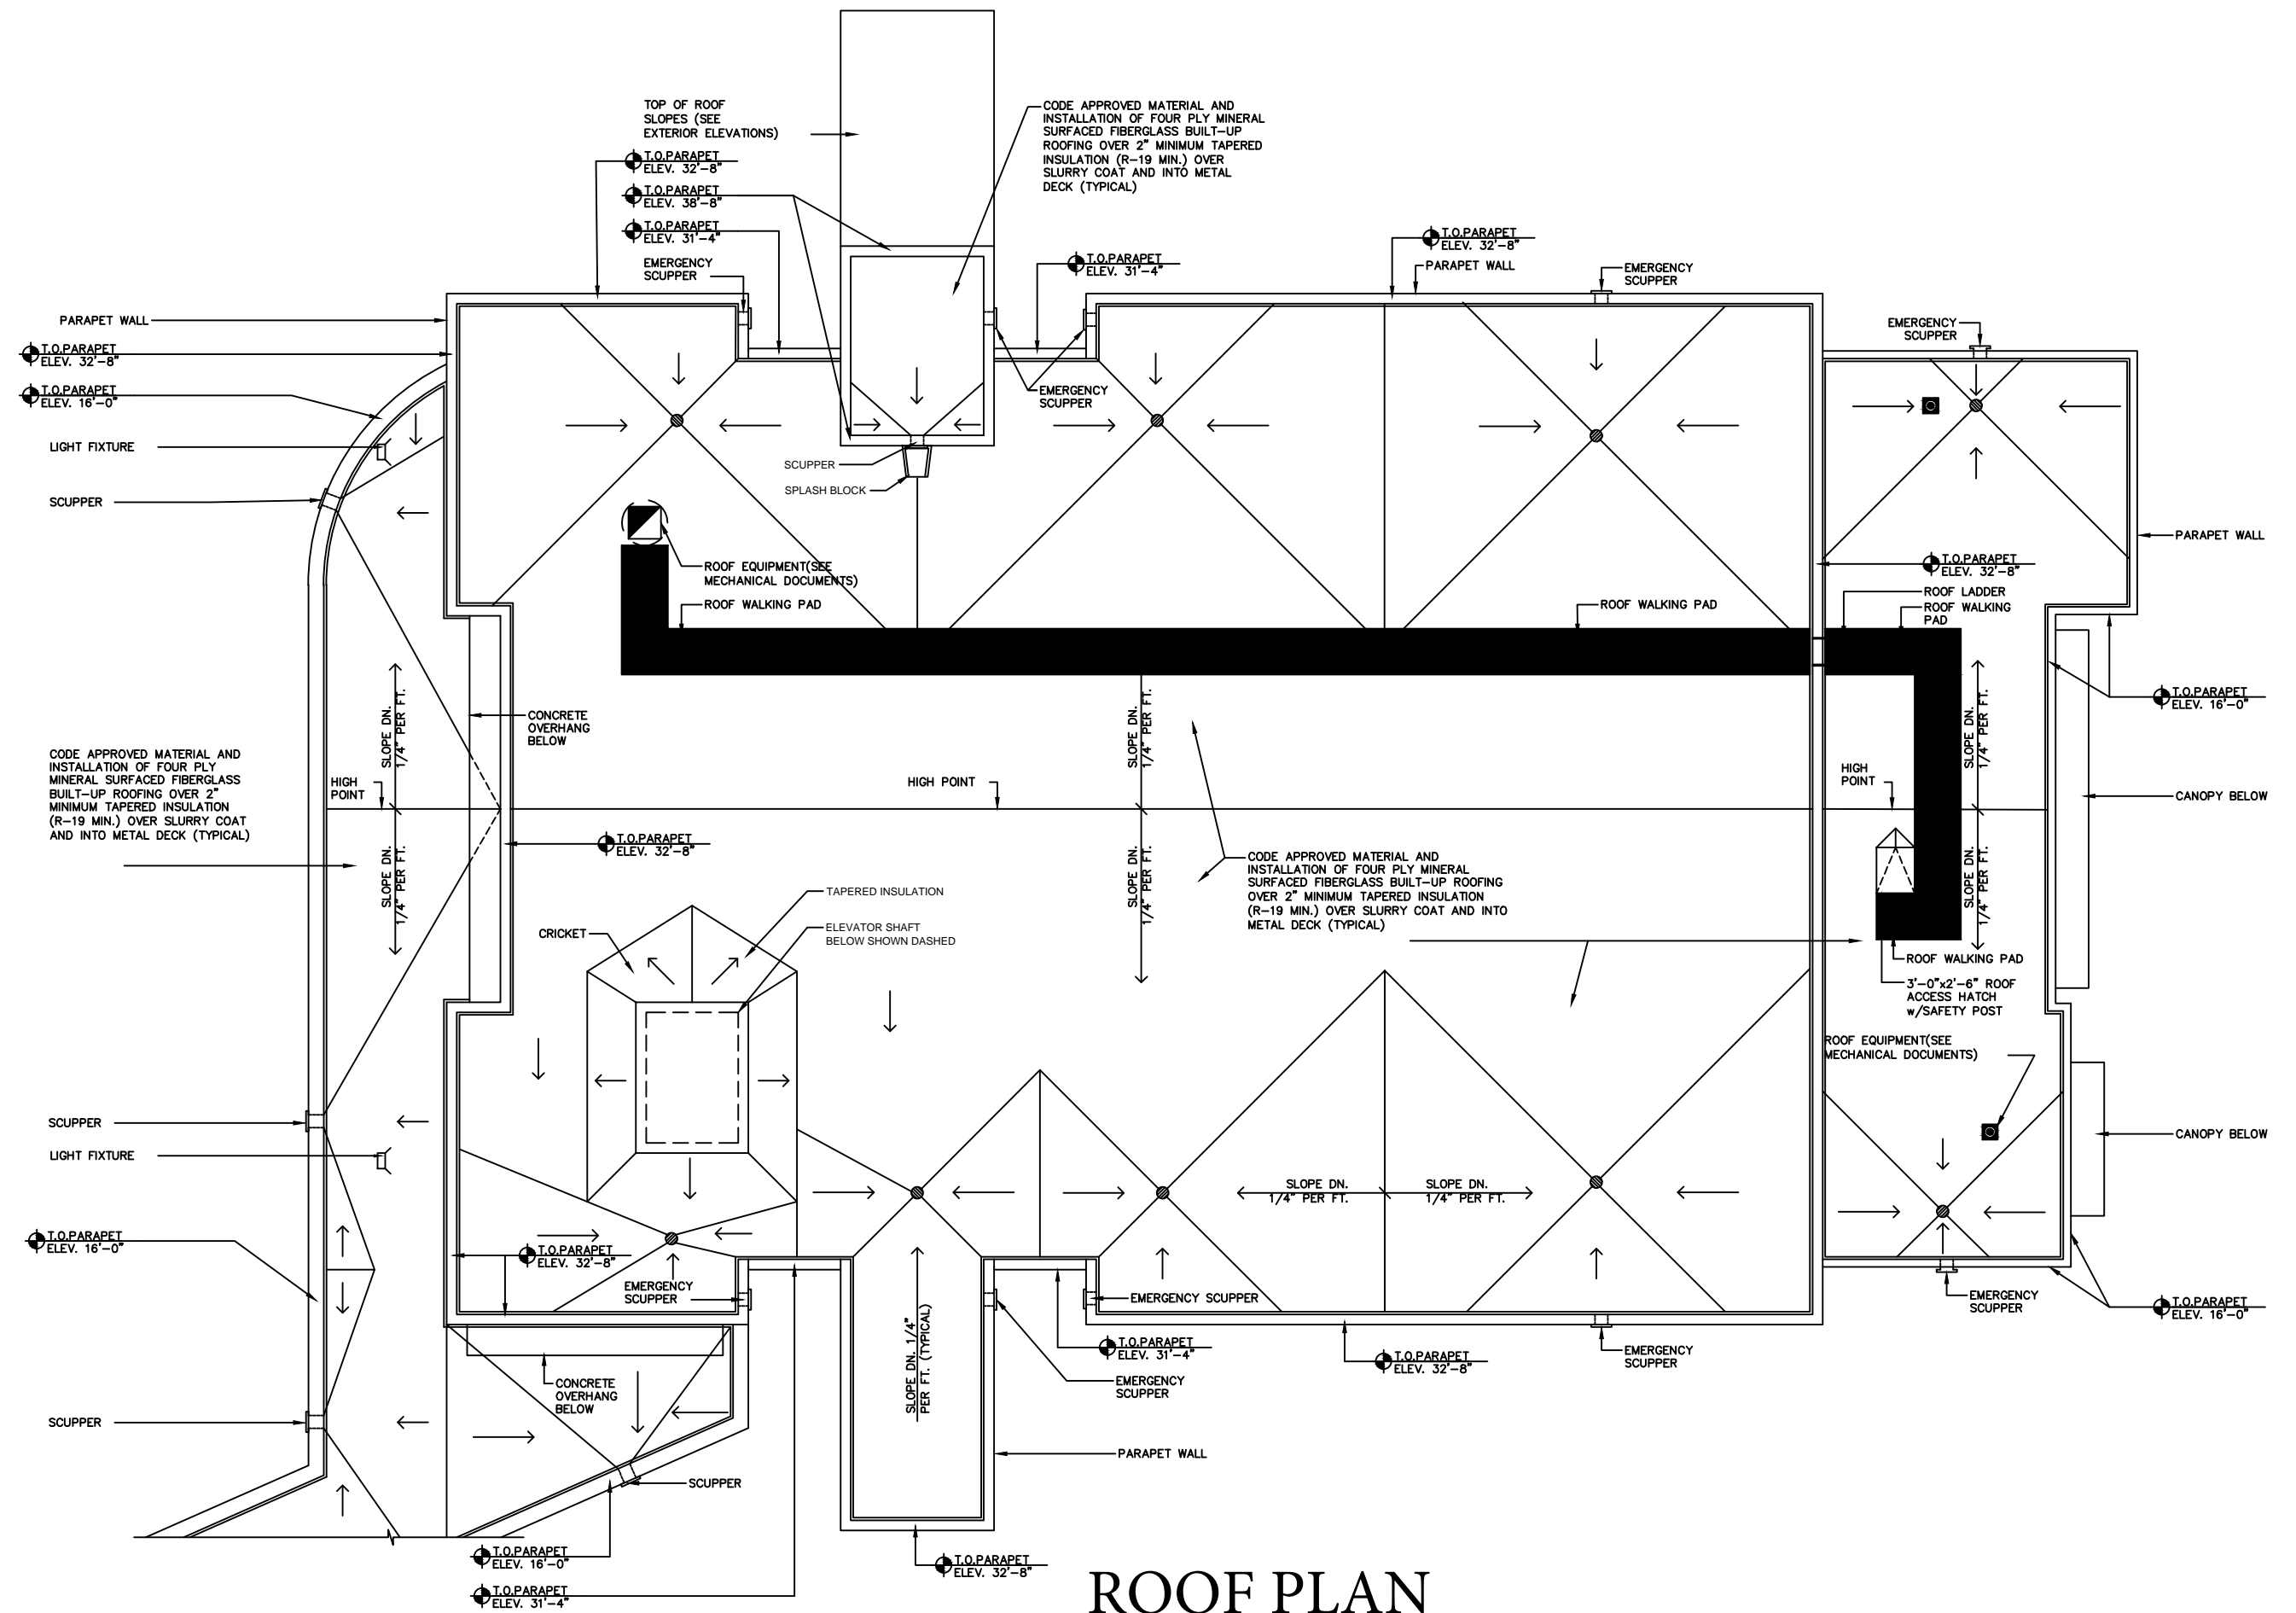 TOP OF ROOF
SLOPES (SEE
EXTERIOR ELEVATIONS)
T.O.PARAPET
ELEV. 32'-8"
T.O.PARAPET
ELEV. 38'-8"
T.O.PARAPET
ELEV. 31'-4"
EMERGENCY
SCUPPER
CODE APPROVED MATERIAL AND
INSTALLATION OF FOUR PLY MINERAL
SURFACED FIBERGLASS BUILT-UP
ROOFING OVER 2" MINIMUM TAPERED
INSULATION (R-19 MIN.) OVER
SLURRY COAT AND INTO METAL
DECK (TYPICAL)
T.O.PARAPET
ELEV. 31'-4"
T.O.PARAPET
ELEV. 32'-8"
PARAPET WALL
EMERGENCY
SCUPPER
EMERGENCY
SCUPPER
PARAPET WALL
T.O.PARAPET
ELEV. 32'-8"
T.O.PARAPET
ELEV. 16'-0"
LIGHT FIXTURE
SCUPPER
EMERGENCY
SCUPPER
SCUPPER
SPLASH BLOCK
ROOF EQUIPMENT(SEE
MECHANICAL DOCUMENTS)
ROOF WALKING PAD
ROOF WALKING PAD
PARAPET WALL
T.O.PARAPET
ELEV. 32'-8"
ROOF LADDER
ROOF WALKING
PAD
T.O.PARAPET
ELEV. 16'-0"
CONCRETE
OVERHANG
BELOW
SLOPE DN.
1/4" PER FT.
SLOPE DN.
1/4" PER FT.
SLOPE DN.
1/4" PER FT.
CODE APPROVED MATERIAL AND
INSTALLATION OF FOUR PLY
MINERAL SURFACED FIBERGLASS
BUILT-UP ROOFING OVER 2"
MINIMUM TAPERED INSULATION
(R-19 MIN.) OVER SLURRY COAT
AND INTO METAL DECK (TYPICAL)
HIGH
POINT
HIGH POINT
HIGH
POINT
CANOPY BELOW
T.O.PARAPET
ELEV. 32'-8"
SLOPE DN.
1/4" PER FT.
SLOPE DN.
1/4" PER FT.
SLOPE DN.
1/4" PER FT.
CODE APPROVED MATERIAL AND
INSTALLATION OF FOUR PLY MINERAL
SURFACED FIBERGLASS BUILT-UP ROOFING
OVER 2" MINIMUM TAPERED INSULATION
(R-19 MIN.) OVER SLURRY COAT AND INTO
METAL DECK (TYPICAL)
TAPERED INSULATION
CRICKET
ELEVATOR SHAFT
BELOW SHOWN DASHED
ROOF WALKING PAD
3'-0"x2'-6" ROOF
ACCESS HATCH
w/SAFETY POST
ROOF EQUIPMENT(SEE
MECHANICAL DOCUMENTS)
SCUPPER
LIGHT FIXTURE
CANOPY BELOW
SLOPE DN.
1/4" PER FT.
SLOPE DN.
1/4" PER FT.
T.O.PARAPET
ELEV. 16'-0"
T.O.PARAPET
ELEV. 32'-8"
EMERGENCY
SCUPPER
EMERGENCY SCUPPER
EMERGENCY
SCUPPER
T.O.PARAPET
ELEV. 16'-0"
SLOPE DN. 1/4"
PER FT. (TYPICAL)
T.O.PARAPET
ELEV. 31'-4"
T.O.PARAPET
ELEV. 32'-8"
EMERGENCY
SCUPPER
EMERGENCY
SCUPPER
CONCRETE
OVERHANG
BELOW
SCUPPER
PARAPET WALL
SCUPPER
T.O.PARAPET
ELEV. 16'-0"
T.O.PARAPET
ELEV. 31'-4"
T.O.PARAPET
ELEV. 32'-8"
ROOF PLAN